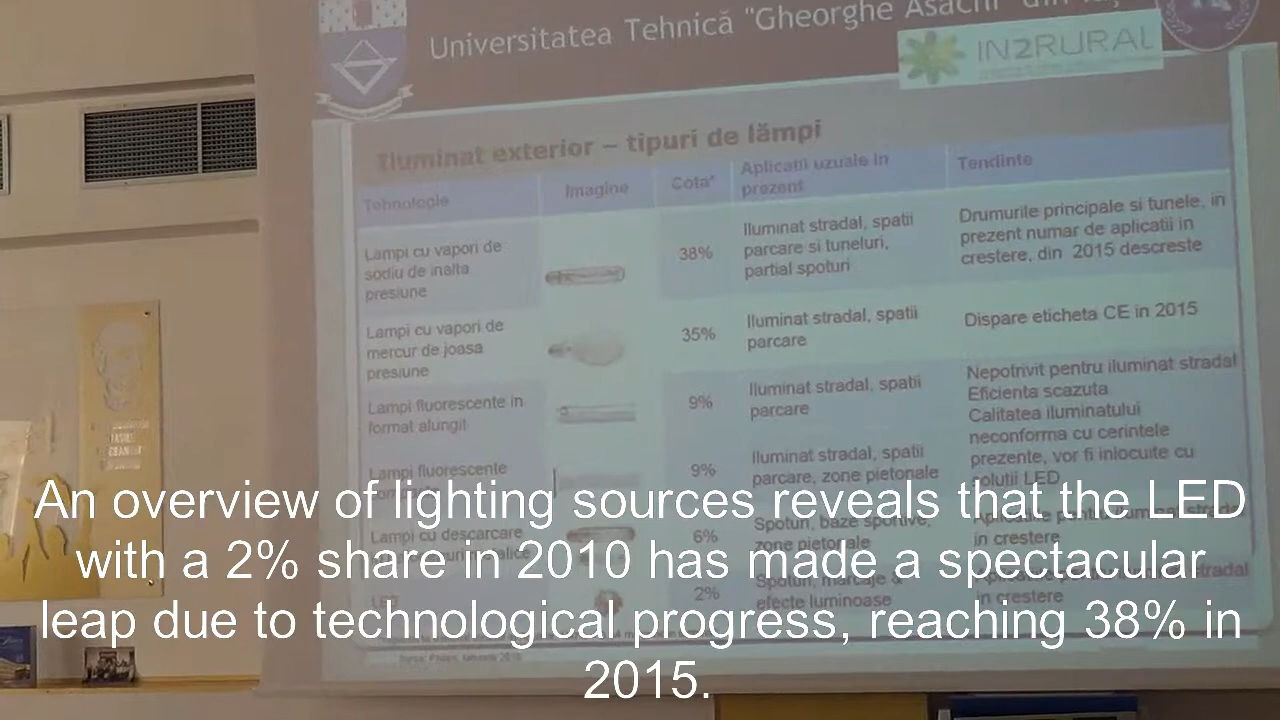 Universitatea Tehnică "Gheorghe Asachi" din
IN2RURAL
Iluminat exterior – tipuri de lămpi
Tehnologie
Imagine
Cota*
Aplicatii uzuale in
prezent
Tendinte
Lampi cu vapori de
sodiu de inalta
presiune
38%
Iluminat stradal, spatii
parcare si tuneluri,
partial spoturi
Drumurile principale si tunele, in
prezent numar de aplicatii in
crestere, din 2015 descreste
Lampi cu vapori de
mercur de joasa
presiune
35%
Iluminat stradal, spatii
parcare
Dispare eticheta CE in 2015
Lampi fluorescente in
format alungit
9%
Iluminat stradal, spatii
parcare
Nepotrivit pentru iluminat stradal
Eficienta scazuta
Calitatea iluminatului
neconforma cu cerintele
prezente, vor fi inlocuite cu
solutii LED
Lampi fluorescente
9%
Iluminat stradal, spatii
parcare, zone pietonale
Lampi cu descarcare
6%
Spoturi, baze sportive,
zone pietonale
in crestere
LED
2%
Spoturi, marcaje &
efecte luminoase
stradal
in crestere
An overview of lighting sources reveals that the LED
with a 2% share in 2010 has made a spectacular
leap due to technological progress, reaching 38% in
2015.